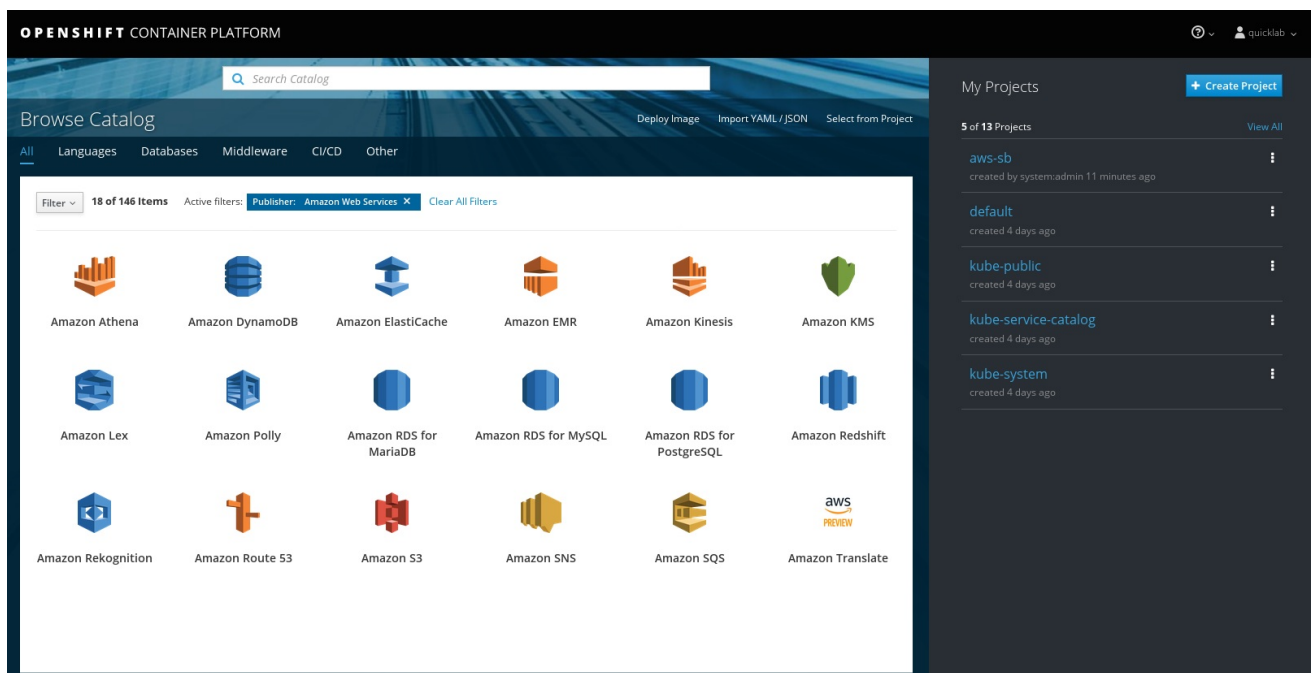 OPENSHIFT CONTAINER PLATFORM
quicklab
Search Catalog
Browse Catalog
Deploy Image Import YAML / JSON Select from Project
All Languages Databases Middleware CI/CD Other
Filter 18 of 146 Items Active filters: Publisher: Amazon Web Services × Clear All Filters
Amazon Athena Amazon DynamoDB Amazon ElastiCache Amazon EMR Amazon Kinesis Amazon KMS
Amazon Lex Amazon Polly Amazon RDS for Amazon RDS for MySQL Amazon RDS for Amazon Redshift
MariaDB PostgreSQL
aws
PREVIEW
Amazon Rekognition Amazon Route 53 Amazon S3 Amazon SNS Amazon SQS Amazon Translate
My Projects + Create Project
5 of 13 Projects View All
aws-sb
created by system:admin 11 minutes ago
default
created 4 days ago
kube-public
created 4 days ago
kube-service-catalog
created 4 days ago
kube-system
created 4 days ago